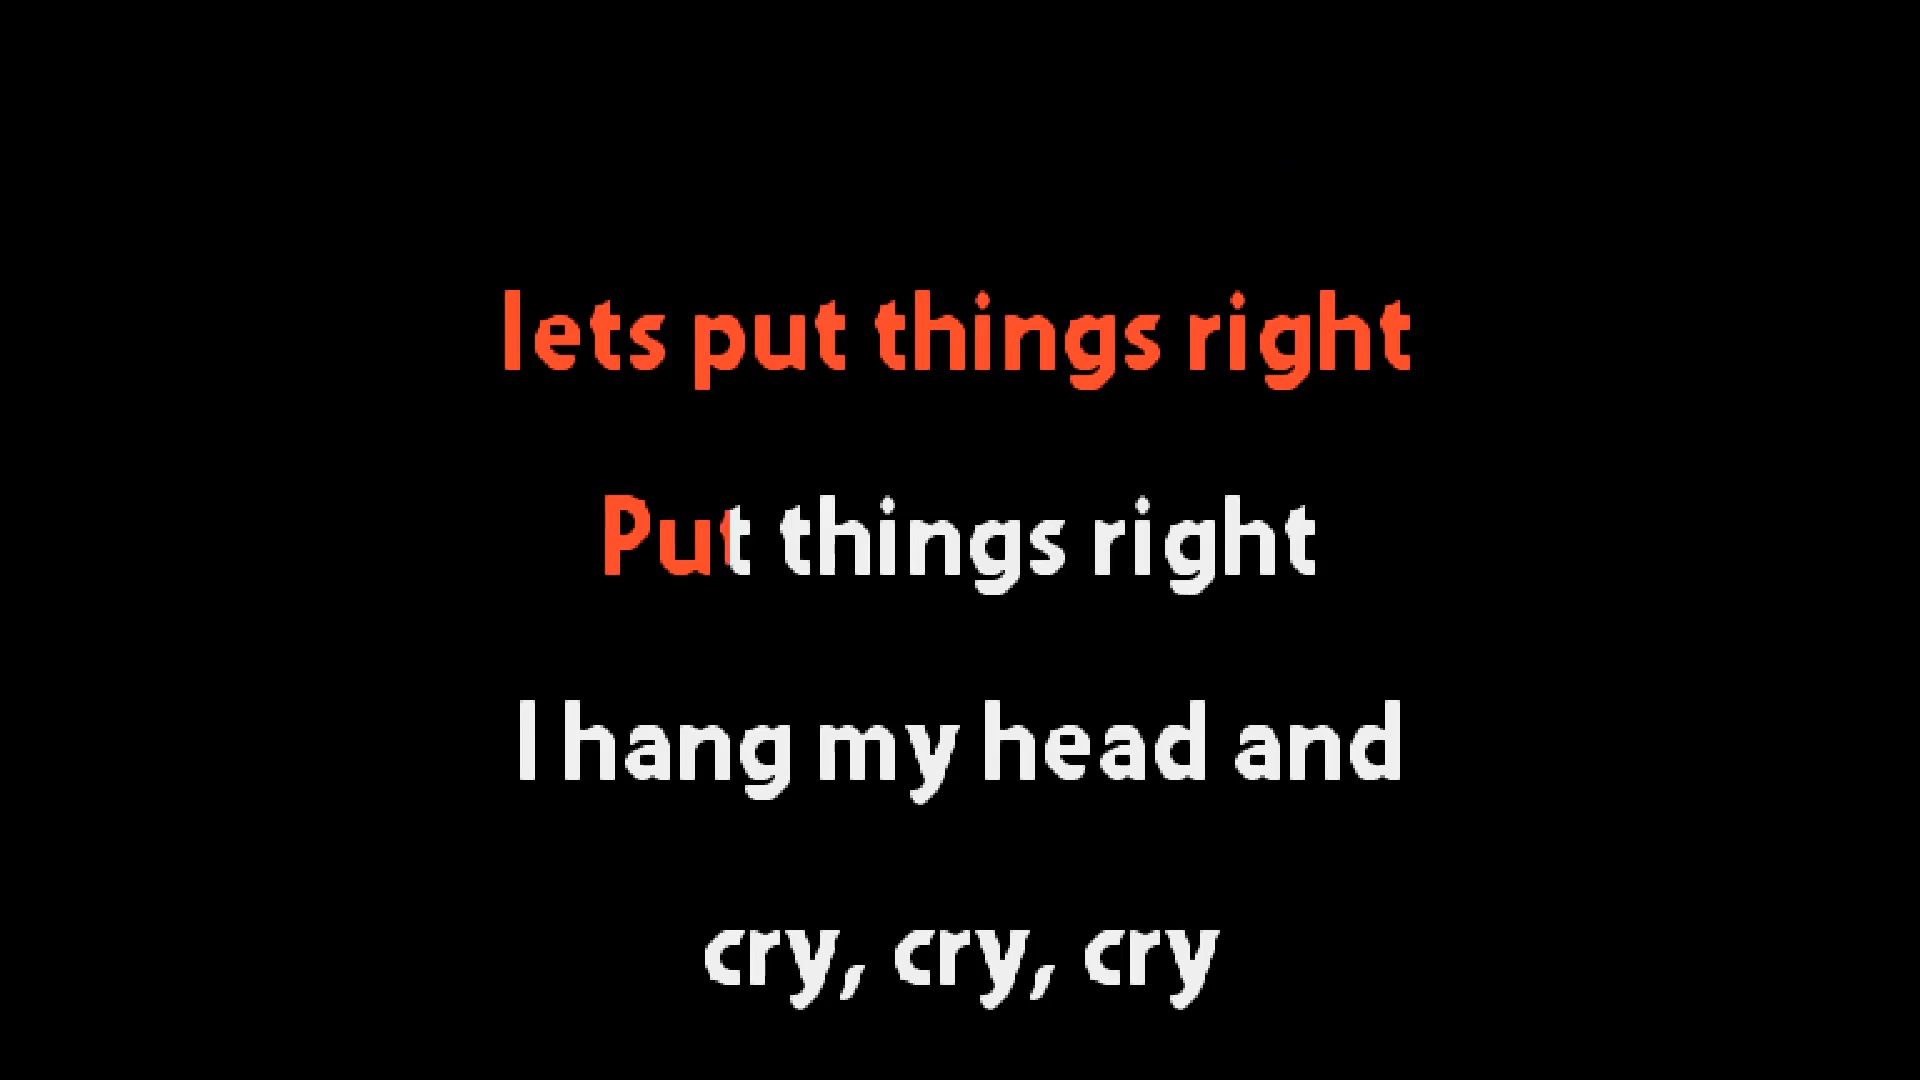 lets put things right
Put things right
I hang my head and
cry, cry, cry